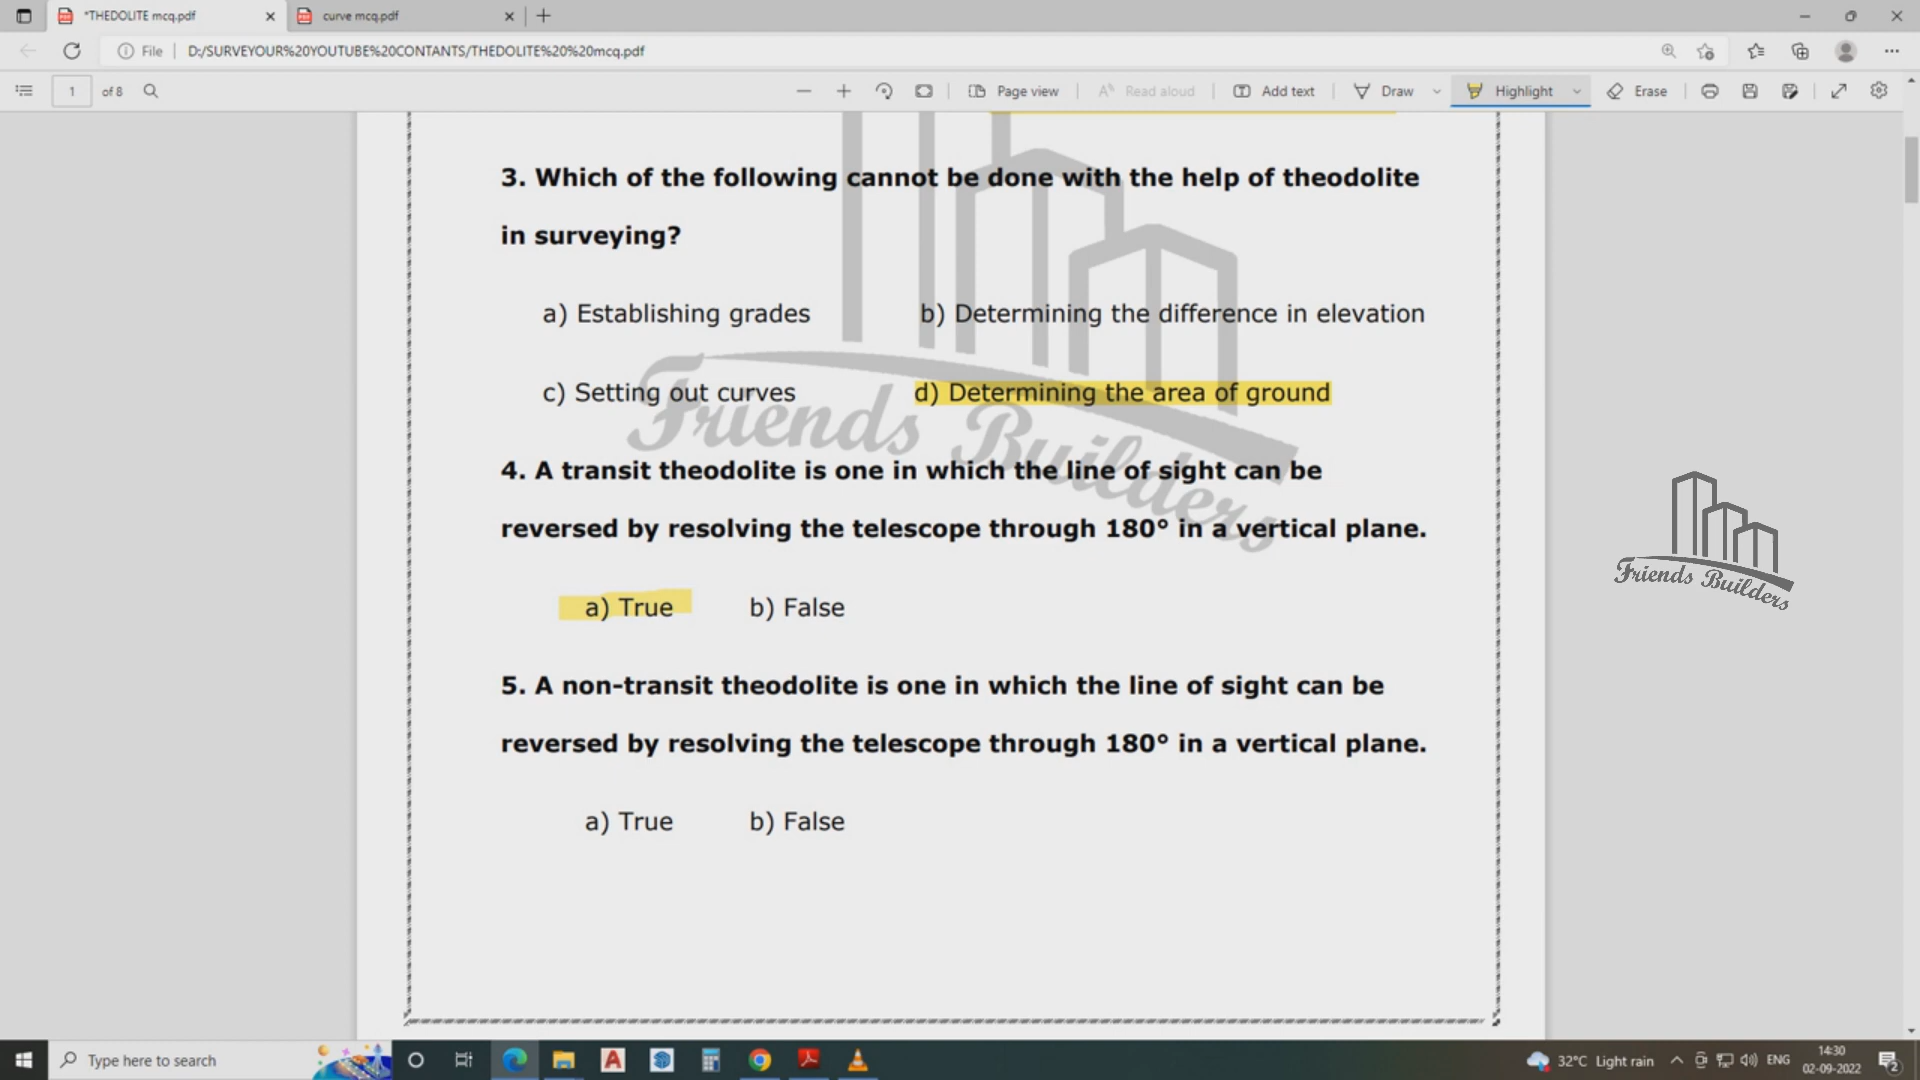 *THEDOLITE mcq.pdf
curve mcq.pdf
File
D:/SURVEYOUR%20YOUTUBE%20CONTANTS/THEDOLITE%20%20mcq.pdf
1 of 8
Page view
Read aloud
Add text
Draw
Highlight
Erase
3. Which of the following cannot be done with the help of theodolite
in surveying?
a) Establishing grades b) Determining the difference in elevation
c) Setting out curves d) Determining the area of ground
Friends Builders
4. A transit theodolite is one in which the line of sight can be
reversed by resolving the telescope through 180° in a vertical plane.
Friends Builders
a) True b) False
5. A non-transit theodolite is one in which the line of sight can be
reversed by resolving the telescope through 180° in a vertical plane.
a) True b) False
Type here to search
32°C Light rain
ENG
14:30
02-09-2022
2